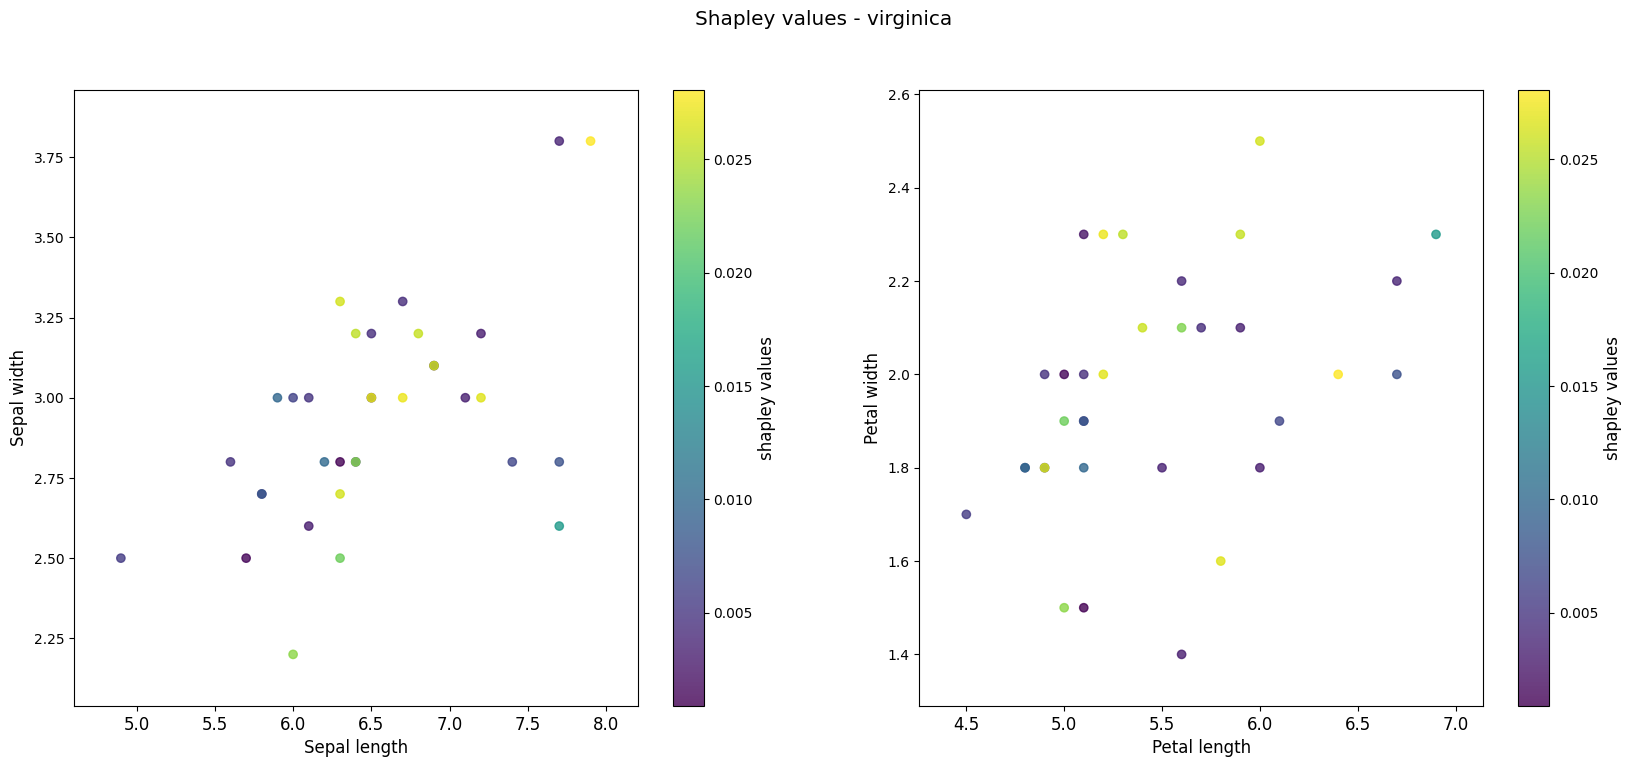 Shapley values - virginica
3.75
3.50
3.25
3.00
2.75
2.50
2.25
Sepal width
5.0 5.5 6.0 6.5 7.0 7.5 8.0
Sepal length
0.025
0.020
0.015
0.010
0.005
shapley values
2.6
2.4
2.2
2.0
1.8
1.6
1.4
Petal width
4.5 5.0 5.5 6.0 6.5 7.0
Petal length
0.025
0.020
0.015
0.010
0.005
shapley values